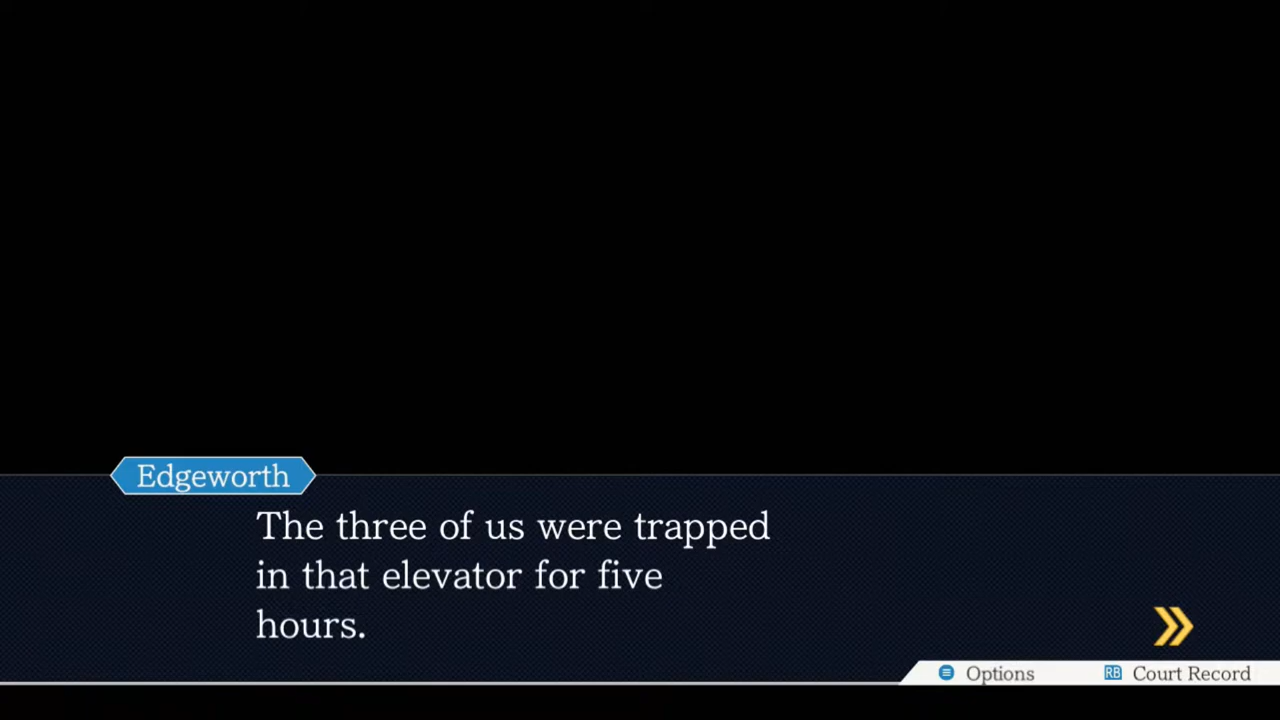 Edgeworth
The three of us were trapped
in that elevator for five
hours.
Options
RB Court Record